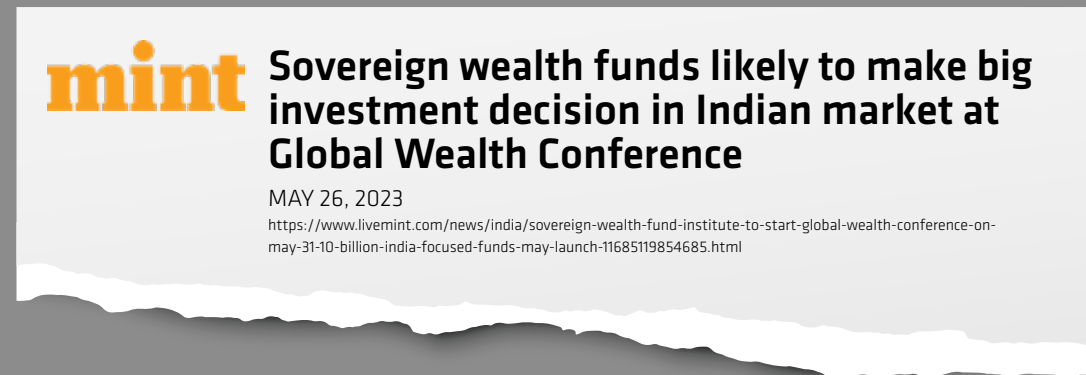 mint
Sovereign wealth funds likely to make big
investment decision in Indian market at
Global Wealth Conference
MAY 26, 2023
https://www.livemint.com/news/india/sovereign-wealth-fund-institute-to-start-global-wealth-conference-on-
may-31-10-billion-india-focused-funds-may-launch-11685119854685.html